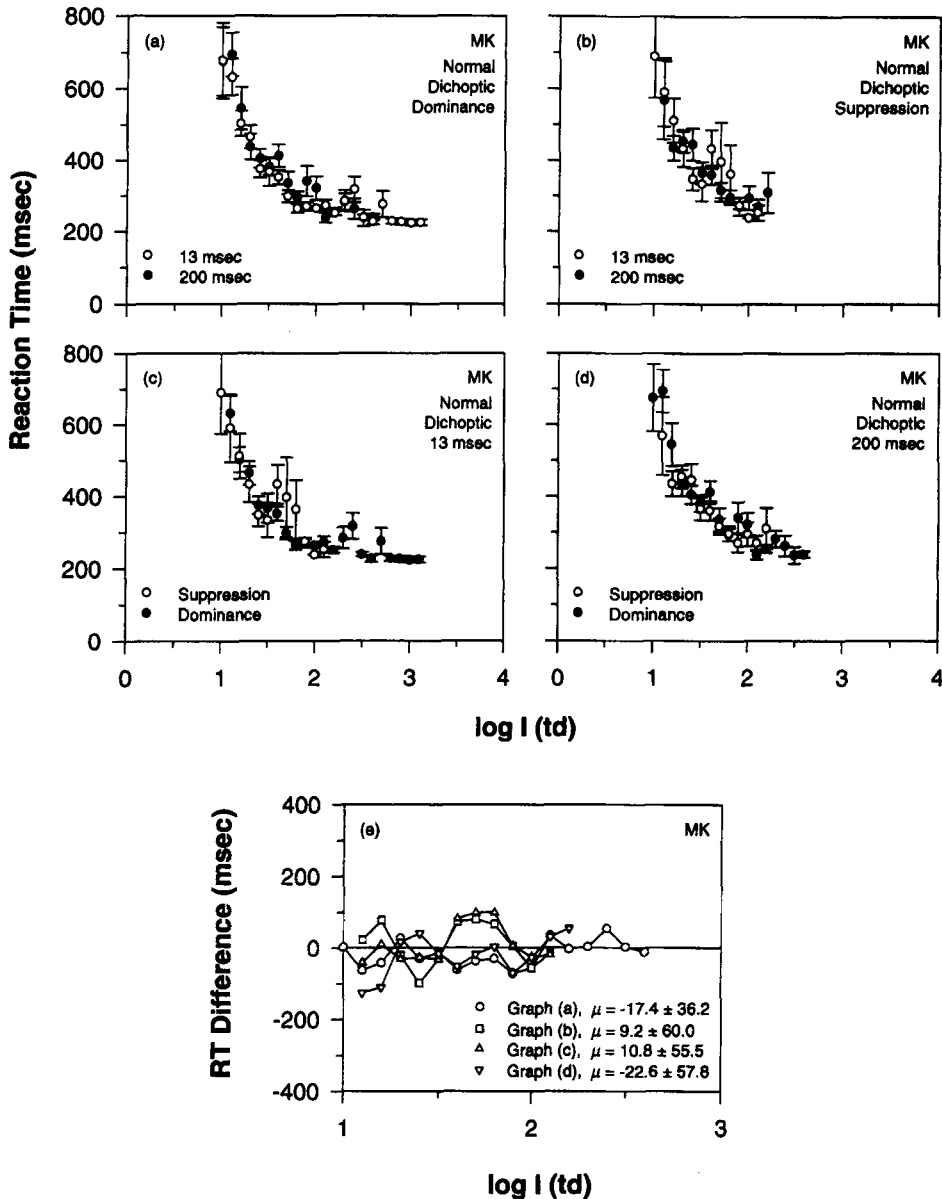 Reaction Time (msec)
800
600
400
200
0
(a)
MK
Normal
Dichoptic
Dominance
13 msec
200 msec
(b)
MK
Normal
Dichoptic
Suppression
13 msec
200 msec
800
600
400
200
0
(c)
MK
Normal
Dichoptic
13 msec
Suppression
Dominance
(d)
MK
Normal
Dichoptic
200 msec
Suppression
Dominance
0 1 2 3 4
0 1 2 3 4
log I (td)
RT Difference (msec)
400
200
0
-200
-400
(e)
MK
Graph (a), μ = -17.4 ± 36.2
Graph (b), μ = 9.2 ± 60.0
Graph (c), μ = 10.8 ± 55.5
Graph (d), μ = -22.6 ± 57.8
1 2 3
log I (td)